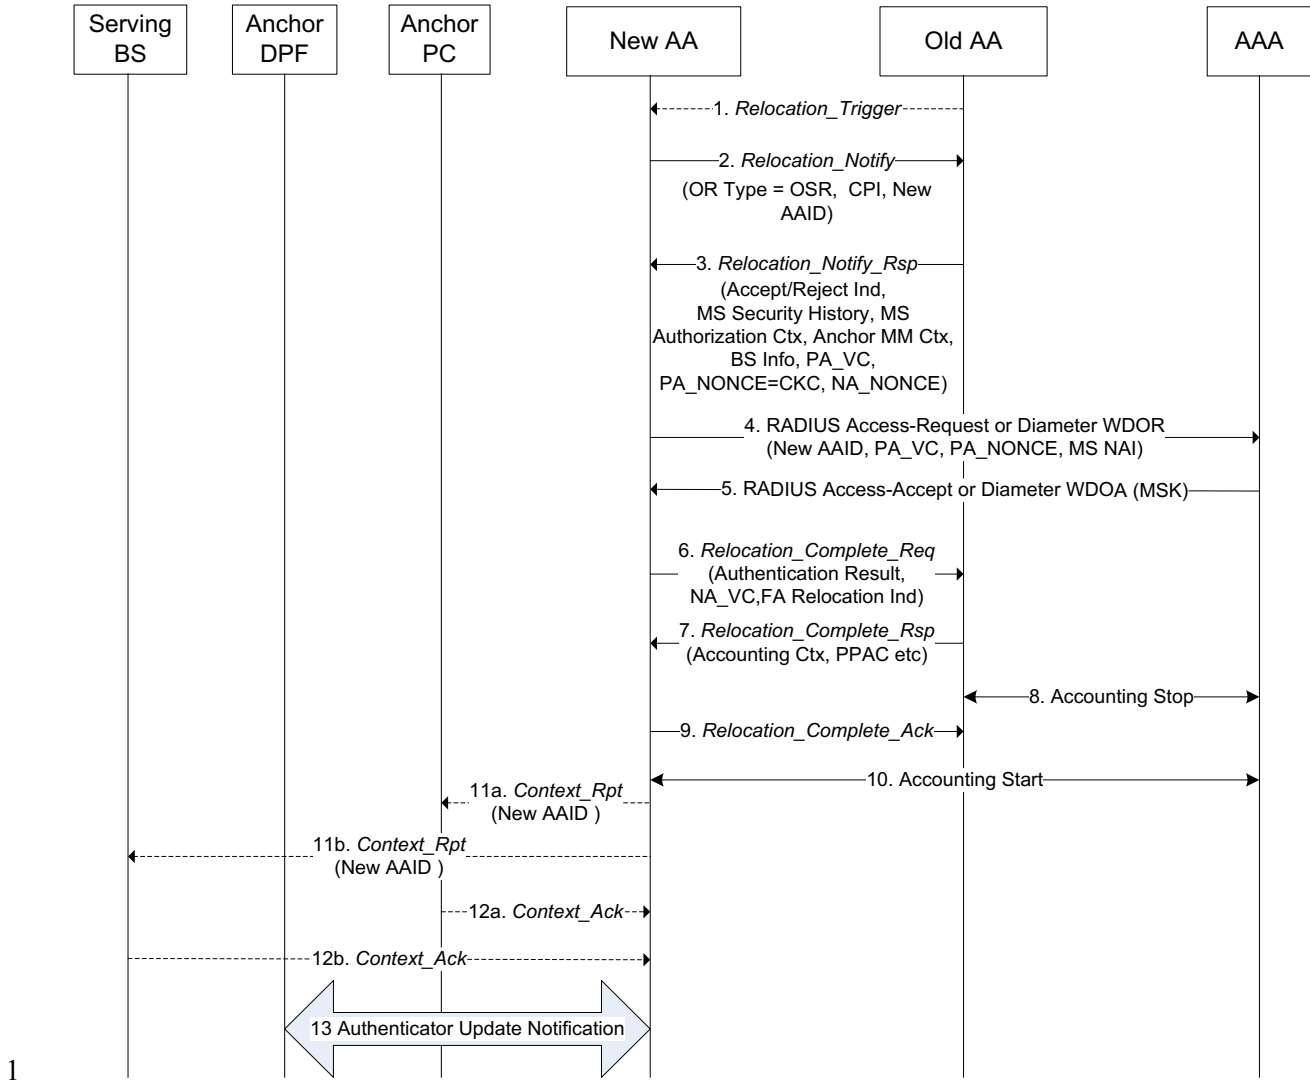 Serving
BS
Anchor
DPF
Anchor
PC
New AA
Old AA
AAA
1. Relocation_Trigger
2. Relocation_Notify
(OR Type = OSR, CPI, New
AAID)
3. Relocation_Notify_Rsp
(Accept/Reject Ind,
MS Security History, MS
Authorization Ctx, Anchor MM Ctx,
BS Info, PA_VC,
PA_NONCE=CKC, NA_NONCE)
4. RADIUS Access-Request or Diameter WDOR
(New AAID, PA_VC, PA_NONCE, MS NAI)
5. RADIUS Access-Accept or Diameter WDOA (MSK)
6. Relocation_Complete_Req
(Authentication Result,
NA_VC,FA Relocation Ind)
7. Relocation_Complete_Rsp
(Accounting Ctx, PPAC etc)
8. Accounting Stop
9. Relocation_Complete_Ack
10. Accounting Start
11a. Context_Rpt
(New AAID )
11b. Context_Rpt
(New AAID )
12a. Context_Ack
12b. Context_Ack
13 Authenticator Update Notification
1